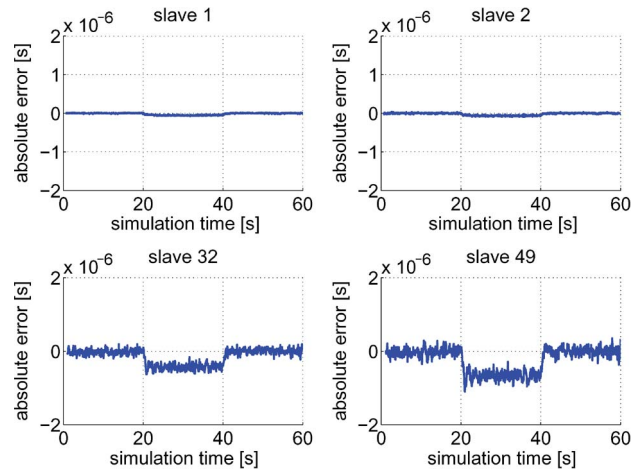 slave 1
x 10⁻⁶
absolute error [s]
2
1
0
−1
−2
0 20 40 60
simulation time [s]
slave 2
x 10⁻⁶
absolute error [s]
2
1
0
−1
−2
0 20 40 60
simulation time [s]
slave 32
x 10⁻⁶
absolute error [s]
2
0
−2
0 20 40 60
simulation time [s]
slave 49
x 10⁻⁶
absolute error [s]
2
0
−2
0 20 40 60
simulation time [s]